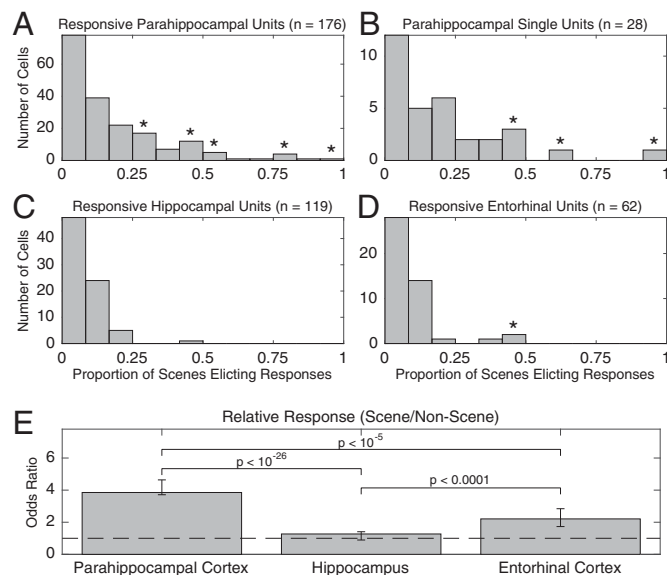 A
Responsive Parahippocampal Units (n = 176)
Number of Cells
60
40
20
0
0
0.25
0.5
0.75
1
* * * * *
B
Parahippocampal Single Units (n = 28)
10
5
0
0
0.25
0.5
0.75
1
* * *
C
Responsive Hippocampal Units (n = 119)
Number of Cells
40
30
20
10
0
0
0.25
0.5
0.75
1
Proportion of Scenes Elicting Responses
D
Responsive Entorhinal Units (n = 62)
20
10
0
0
0.25
0.5
0.75
1
*
Proportion of Scenes Elicting Responses
E
Relative Response (Scene/Non-Scene)
Odds Ratio
6
4
2
0
p < 10-5
p < 10-26
p < 0.0001
Parahippocampal Cortex
Hippocampus
Entorhinal Cortex